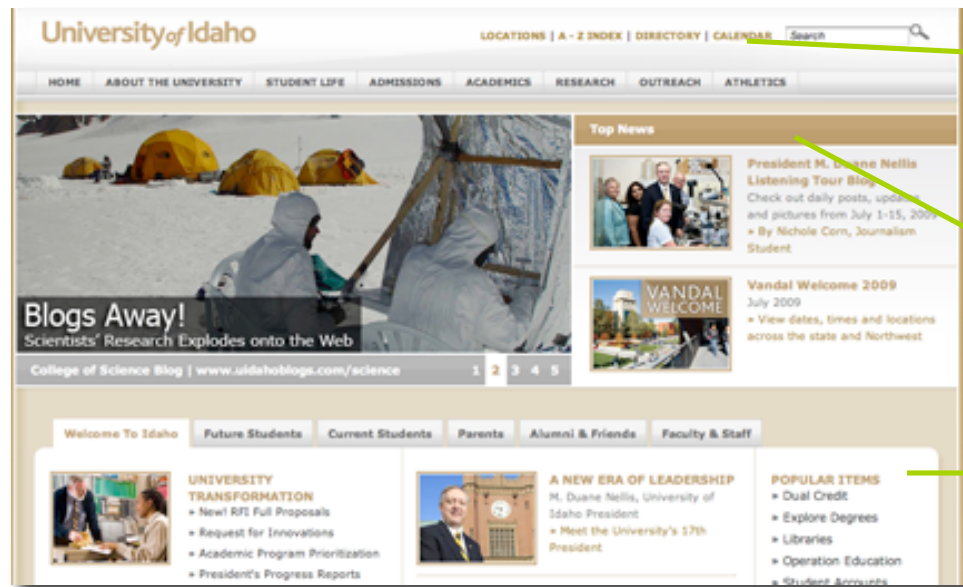 University of Idaho
LOCATIONS | A - Z INDEX | DIRECTORY | CALENDAR
Search
HOME ABOUT THE UNIVERSITY STUDENT LIFE ADMISSIONS ACADEMICS RESEARCH OUTREACH ATHLETICS
Top News
President M. Duane Nellis
Listening Tour Blog
Check out daily posts, updates
and pictures from July 1-15, 2009
» By Nichole Corn, Journalism
Student
VANDAL
WELCOME
Vandal Welcome 2009
July 2009
» View dates, times and locations
across the state and Northwest
Blogs Away!
Scientists' Research Explodes onto the Web
College of Science Blog | www.uidahoblogs.com/science 1 2 3 4 5
Welcome To Idaho Future Students Current Students Parents Alumni & Friends Faculty & Staff
UNIVERSITY
TRANSFORMATION
» New! RFI Full Proposals
» Request for Innovations
» Academic Program Prioritization
» President's Progress Reports
A NEW ERA OF LEADERSHIP
M. Duane Nellis, University of
Idaho President
» Meet the University's 17th
President
POPULAR ITEMS
» Dual Credit
» Explore Degrees
» Libraries
» Operation Education
» Student Accounts